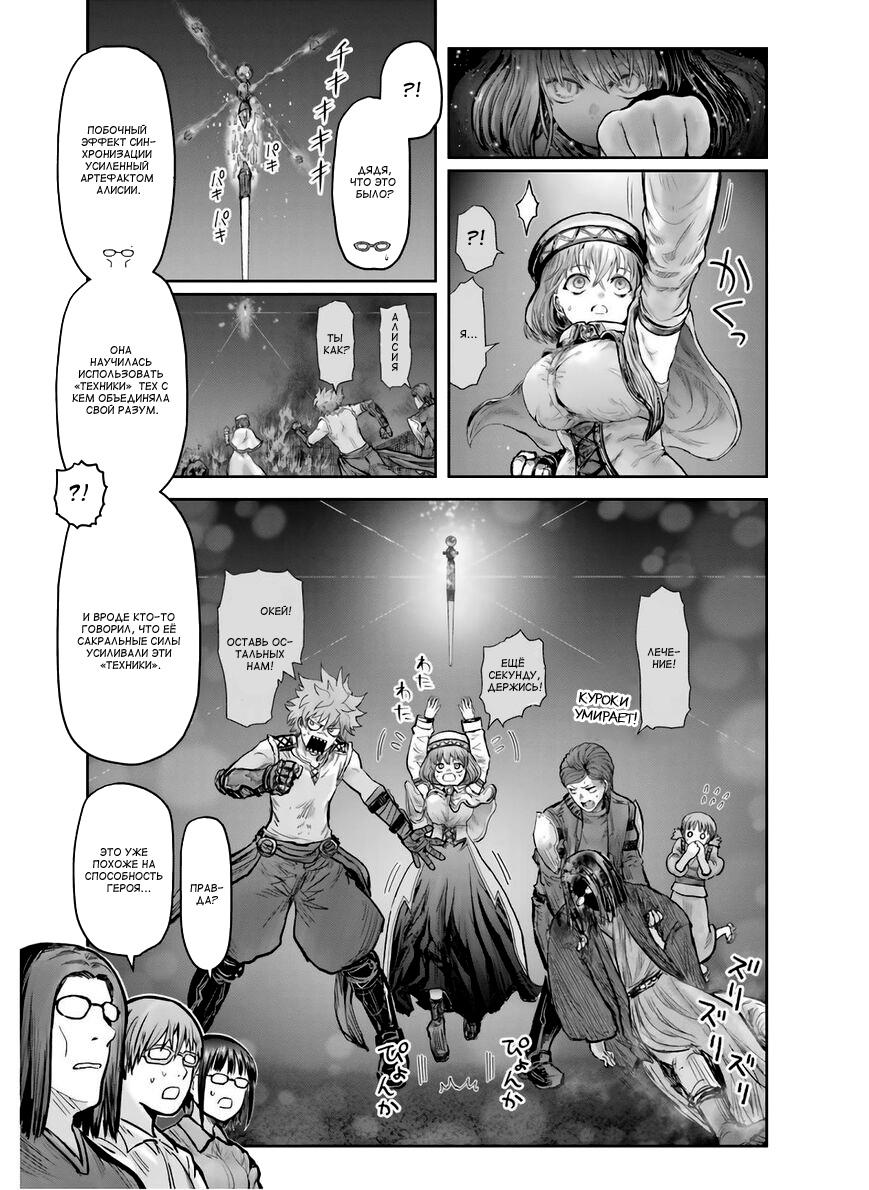 ?!
Я...
かくっ
?!
ДЯДЯ,
ЧТО ЭТО
БЫЛО?
チキキキキ
パキ
パキ
パキ
ПОБОЧНЫЙ
ЭФФЕКТ СИН-
ХРОНИЗАЦИИ
УСИЛЕННЫЙ
АРТЕФАКТОМ
АЛИСИИ.
АЛИСИЯ
ТЫ
КАК?
ОНА
НАУЧИЛАСЬ
ИСПОЛЬЗОВАТЬ
«ТЕХНИКИ» ТЕХ С
КЕМ ОБЪЕДИНЯЛА
СВОЙ РАЗУМ.
?!
И ВРОДЕ КТО-ТО
ГОВОРИЛ, ЧТО ЕЁ
САКРАЛЬНЫЕ СИЛЫ
УСИЛИВАЛИ ЭТИ
«ТЕХНИКИ».
ЛЕЧЕ-
НИЕ!
КУРОКИ
УМИРАЕТ!
ЕЩЁ
СЕКУНДУ,
ДЕРЖИСЬ!
わた
わた
ОКЕЙ!
ОСТАВЬ ОС-
ТАЛЬНЫХ
НАМ!
ズリ
ズリ
ズリ
ぴょんか
ぴょんか
ПРАВ-
ДА?
ЭТО УЖЕ
ПОХОЖЕ НА
СПОСОБНОСТЬ
ГЕРОЯ...